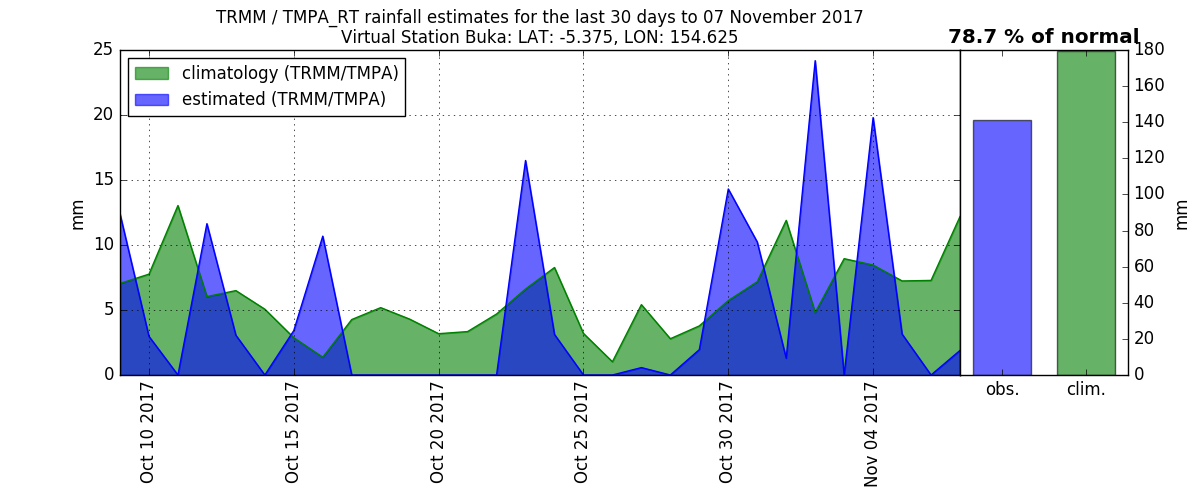 TRMM / TMPA_RT rainfall estimates for the last 30 days to 07 November 2017
Virtual Station Buka: LAT: -5.375, LON: 154.625
78.7 % of normal
climatology (TRMM/TMPA)
estimated (TRMM/TMPA)
25
20
15
10
5
0
mm
Oct 10 2017
Oct 15 2017
Oct 20 2017
Oct 25 2017
Oct 30 2017
Nov 04 2017
obs.
clim.
180
160
140
120
100
80
60
40
20
0
mm